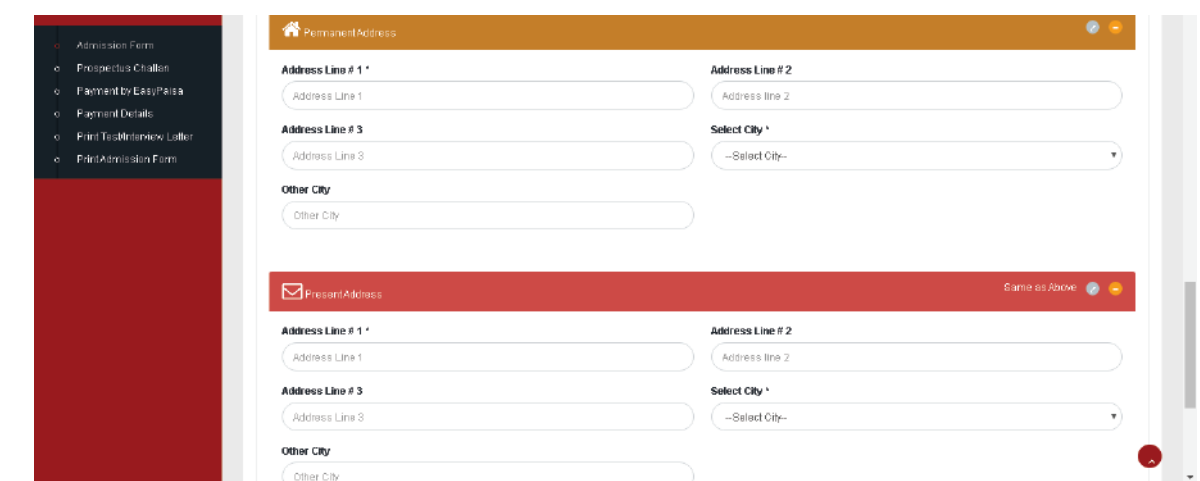 Admission Form
Prospectus Challan
Payment by EasyPaisa
Payment Details
Print Test/Interview Letter
Print Admission Form
Permanent Address
Address Line # 1 *
Address Line # 2
Address Line 1
Address line 2
Address Line # 3
Select City *
Address Line 3
--Select City--
Other City
Other City
Present Address
Same as Above
Address Line # 1 *
Address Line # 2
Address Line 1
Address line 2
Address Line # 3
Select City *
Address Line 3
--Select City--
Other City
Other City